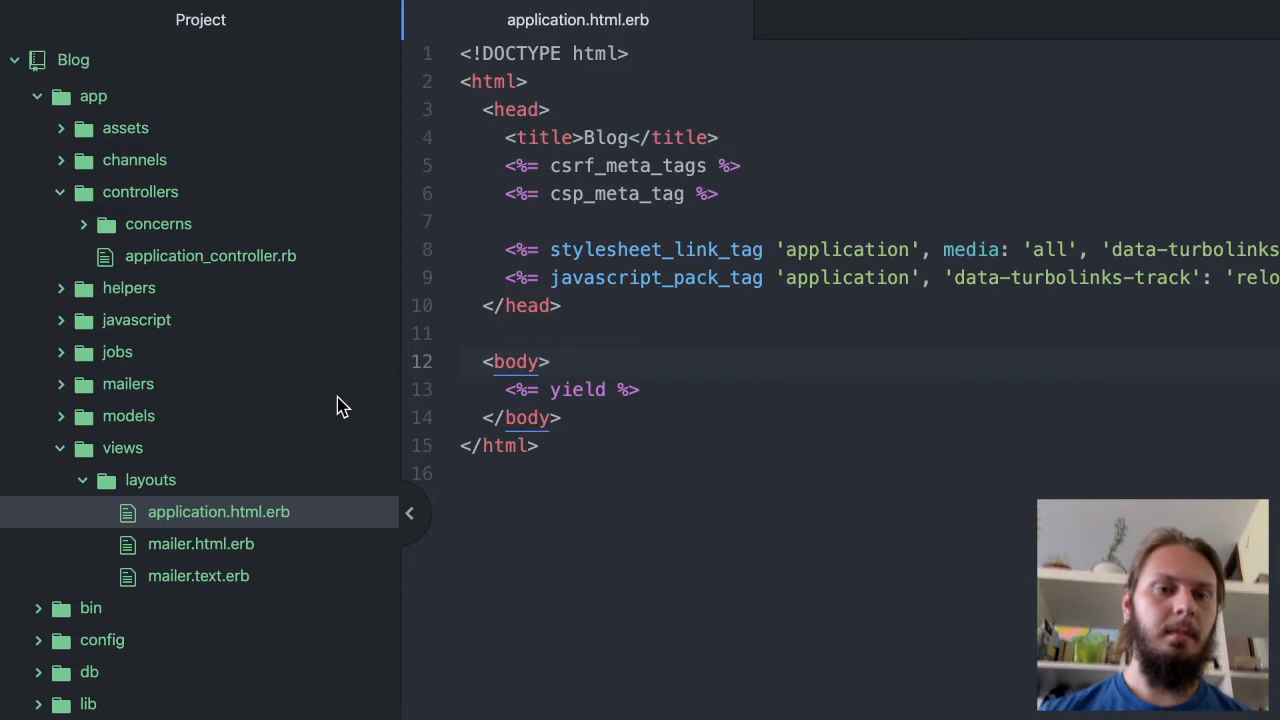 Project
Blog
app
assets
channels
controllers
concerns
application_controller.rb
helpers
javascript
jobs
mailers
models
views
layouts
application.html.erb
mailer.html.erb
mailer.text.erb
bin
config
db
lib
application.html.erb
1 <!DOCTYPE html>
2 <html>
3 <head>
4 <title>Blog</title>
5 <%= csrf_meta_tags %>
6 <%= csp_meta_tag %>
7
8 <%= stylesheet_link_tag 'application', media: 'all', 'data-turbolinks
9 <%= javascript_pack_tag 'application', 'data-turbolinks-track': 'relo
10 </head>
11
12 <body>
13 <%= yield %>
14 </body>
15 </html>
16